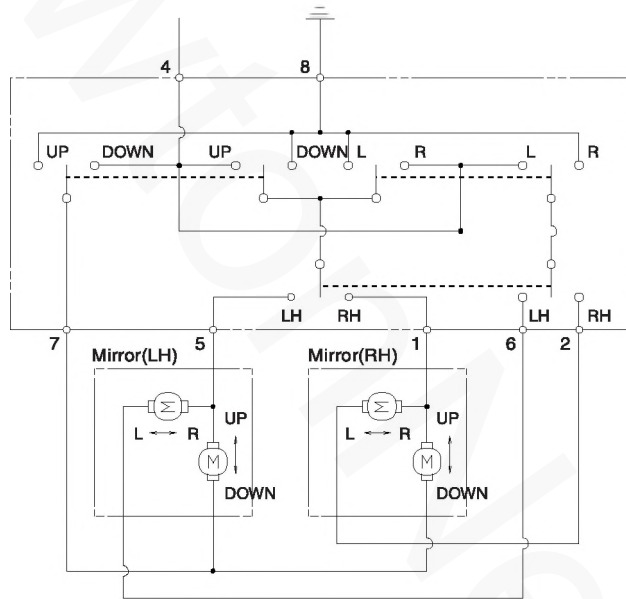 4 8
UP DOWN UP DOWN L R L R
LH RH LH RH
7 5 1 6 2
Mirror(LH) Mirror(RH)
M M
L R UP L R UP
M M
DOWN DOWN